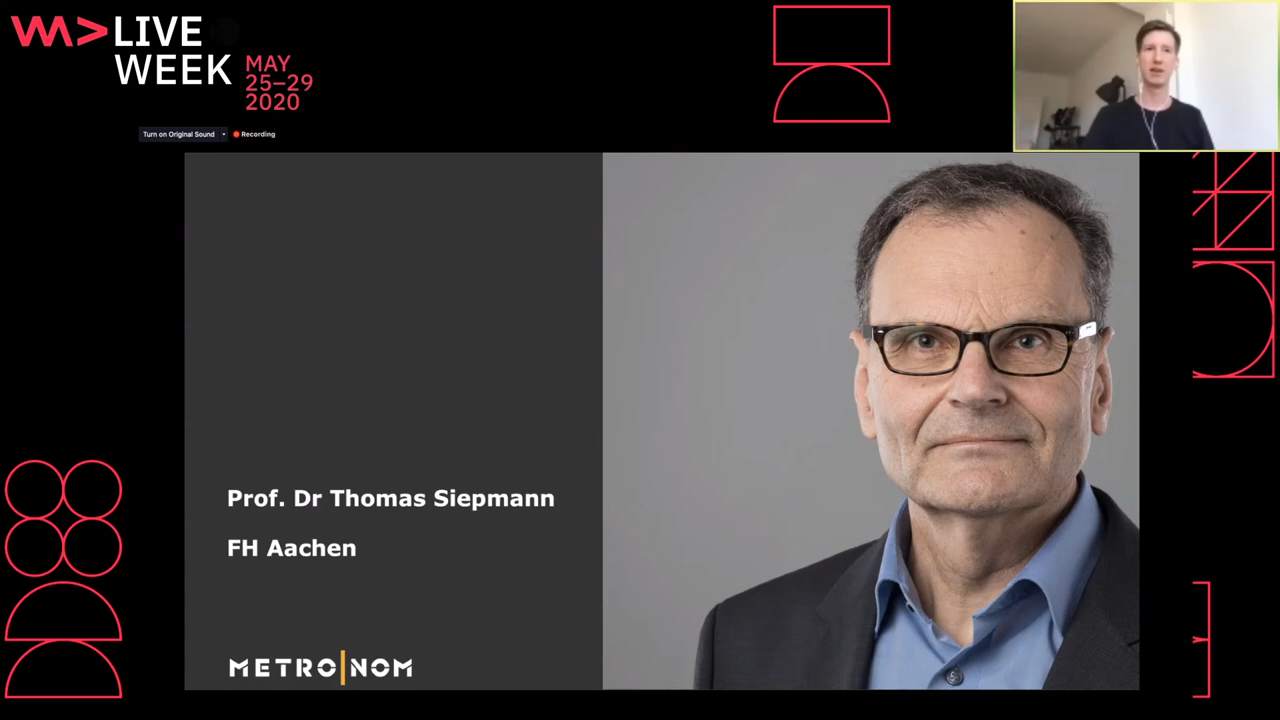 LIVE
WEEK
MAY
25–29
2020
Turn on Original Sound
Recording
Prof. Dr Thomas Siepmann
FH Aachen
METRO|NOM